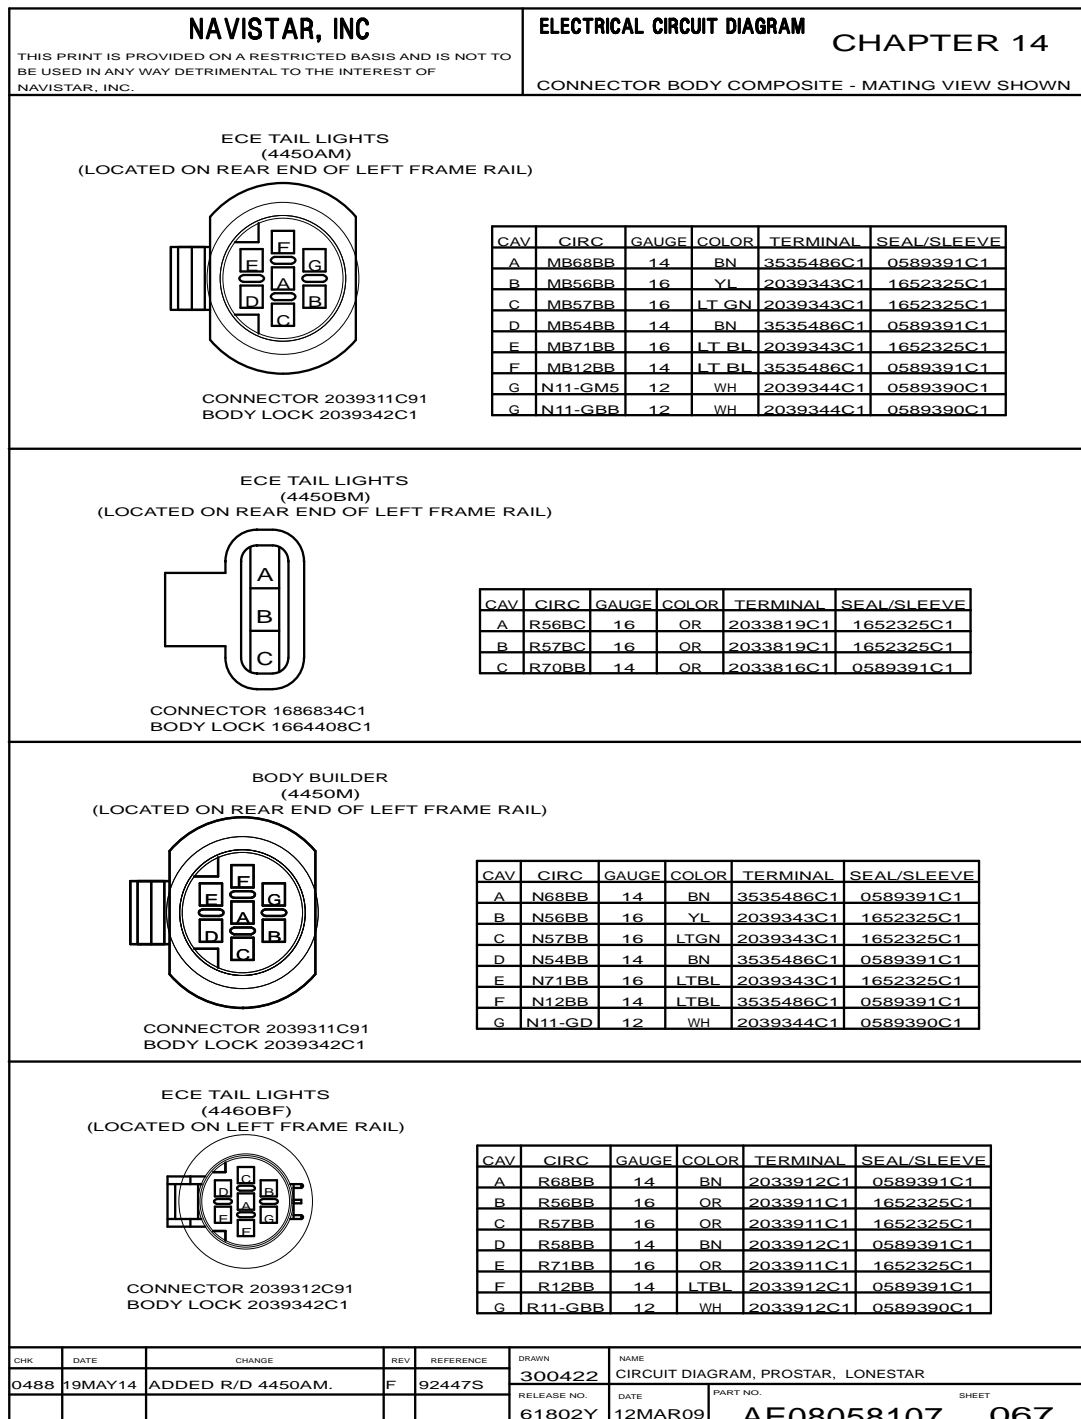 NAVISTAR, INC
THIS PRINT IS PROVIDED ON A RESTRICTED BASIS AND IS NOT TO
BE USED IN ANY WAY DETRIMENTAL TO THE INTEREST OF
NAVISTAR, INC.
ELECTRICAL CIRCUIT DIAGRAM
CHAPTER 14
CONNECTOR BODY COMPOSITE - MATING VIEW SHOWN
ECE TAIL LIGHTS
(4450AM)
(LOCATED ON REAR END OF LEFT FRAME RAIL)
F
E G
A
D B
C
CONNECTOR 2039311C91
BODY LOCK 2039342C1
CAV CIRC GAUGE COLOR TERMINAL SEAL/SLEEVE
A MB68BB 14 BN 3535486C1 0589391C1
B MB56BB 16 YL 2039343C1 1652325C1
C MB57BB 16 LT GN 2039343C1 1652325C1
D MB54BB 14 BN 3535486C1 0589391C1
E MB71BB 16 LT BL 2039343C1 1652325C1
F MB12BB 14 LT BL 3535486C1 0589391C1
G N11-GM5 12 WH 2039344C1 0589390C1
G N11-GBB 12 WH 2039344C1 0589390C1
ECE TAIL LIGHTS
(4450BM)
(LOCATED ON REAR END OF LEFT FRAME RAIL)
A
B
C
CONNECTOR 1686834C1
BODY LOCK 1664408C1
CAV CIRC GAUGE COLOR TERMINAL SEAL/SLEEVE
A R56BC 16 OR 2033819C1 1652325C1
B R57BC 16 OR 2033819C1 1652325C1
C R70BB 14 OR 2033816C1 0589391C1
BODY BUILDER
(4450M)
(LOCATED ON REAR END OF LEFT FRAME RAIL)
F
E G
A
D B
C
CONNECTOR 2039311C91
BODY LOCK 2039342C1
CAV CIRC GAUGE COLOR TERMINAL SEAL/SLEEVE
A N68BB 14 BN 3535486C1 0589391C1
B N56BB 16 YL 2039343C1 1652325C1
C N57BB 16 LTGN 2039343C1 1652325C1
D N54BB 14 BN 3535486C1 0589391C1
E N71BB 16 LTBL 2039343C1 1652325C1
F N12BB 14 LTBL 3535486C1 0589391C1
G N11-GD 12 WH 2039344C1 0589390C1
ECE TAIL LIGHTS
(4460BF)
(LOCATED ON LEFT FRAME RAIL)
C
D B
A
E G
F
CONNECTOR 2039312C91
BODY LOCK 2039342C1
CAV CIRC GAUGE COLOR TERMINAL SEAL/SLEEVE
A R68BB 14 BN 2033912C1 0589391C1
B R56BB 16 OR 2033911C1 1652325C1
C R57BB 16 OR 2033911C1 1652325C1
D R58BB 14 BN 2033912C1 0589391C1
E R71BB 16 OR 2033911C1 1652325C1
F R12BB 14 LTBL 2033912C1 0589391C1
G R11-GBB 12 WH 2033912C1 0589390C1
CHK DATE CHANGE REV REFERENCE
0488 19MAY14 ADDED R/D 4450AM. F 92447S
DRAWN
300422
NAME
CIRCUIT DIAGRAM, PROSTAR, LONESTAR
RELEASE NO.
61802Y
DATE
12MAR09
PART NO.
AE08058107
SHEET
067